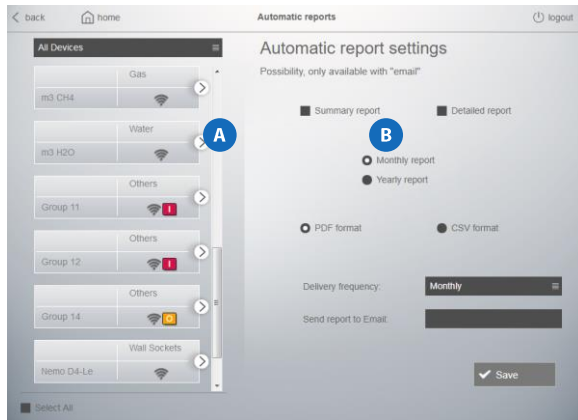 back
home
Automatic reports
logout
All Devices
Gas
m3 CH4
Water
m3 H2O
A
Others
Group 11
I
Others
Group 12
I
Others
Group 14
O
Wall Sockets
Nemo D4-Le
Select All
Automatic report settings
Possibility, only available with "email"
Summary report
Detailed report
B
Monthly report
Yearly report
PDF format
CSV format
Delivery frequency:
Monthly
Send report to Email:
Save